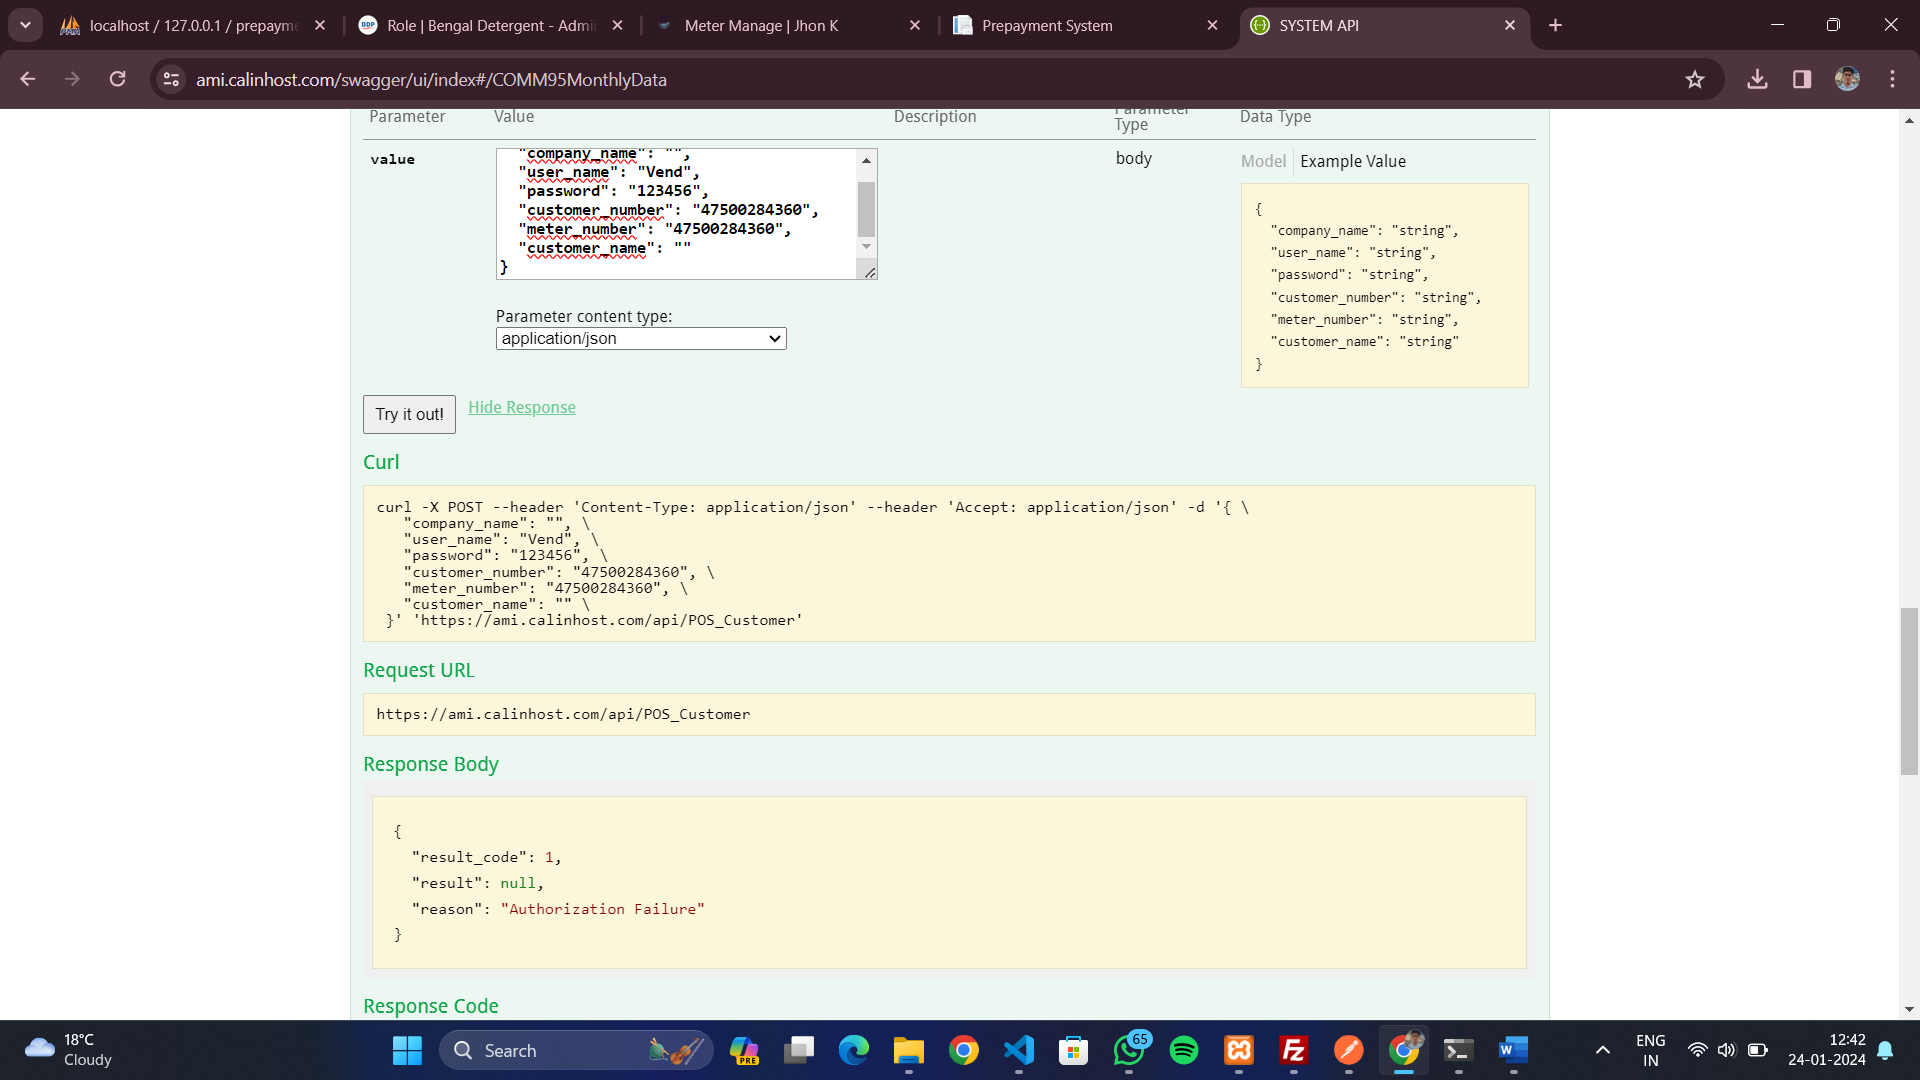 localhost / 127.0.0.1 / prepayme
Role | Bengal Detergent - Admi
Meter Manage | Jhon K
Prepayment System
SYSTEM API
ami.calinhost.com/swagger/ui/index#/COMM95MonthlyData
Parameter Value Description Parameter Type Data Type
value
"company_name": "",
"user_name": "Vend",
"password": "123456",
"customer_number": "47500284360",
"meter_number": "47500284360",
"customer_name": ""
}
Parameter content type:
application/json
body
Model Example Value
{
"company_name": "string",
"user_name": "string",
"password": "string",
"customer_number": "string",
"meter_number": "string",
"customer_name": "string"
}
Try it out! Hide Response
Curl
curl -X POST --header 'Content-Type: application/json' --header 'Accept: application/json' -d '{ \
"company_name": "", \
"user_name": "Vend", \
"password": "123456", \
"customer_number": "47500284360", \
"meter_number": "47500284360", \
"customer_name": "" \
}' 'https://ami.calinhost.com/api/POS_Customer'
Request URL
https://ami.calinhost.com/api/POS_Customer
Response Body
{
"result_code": 1,
"result": null,
"reason": "Authorization Failure"
}
Response Code
18°C
Cloudy
Search
PRE
65
ENG
IN
12:42
24-01-2024